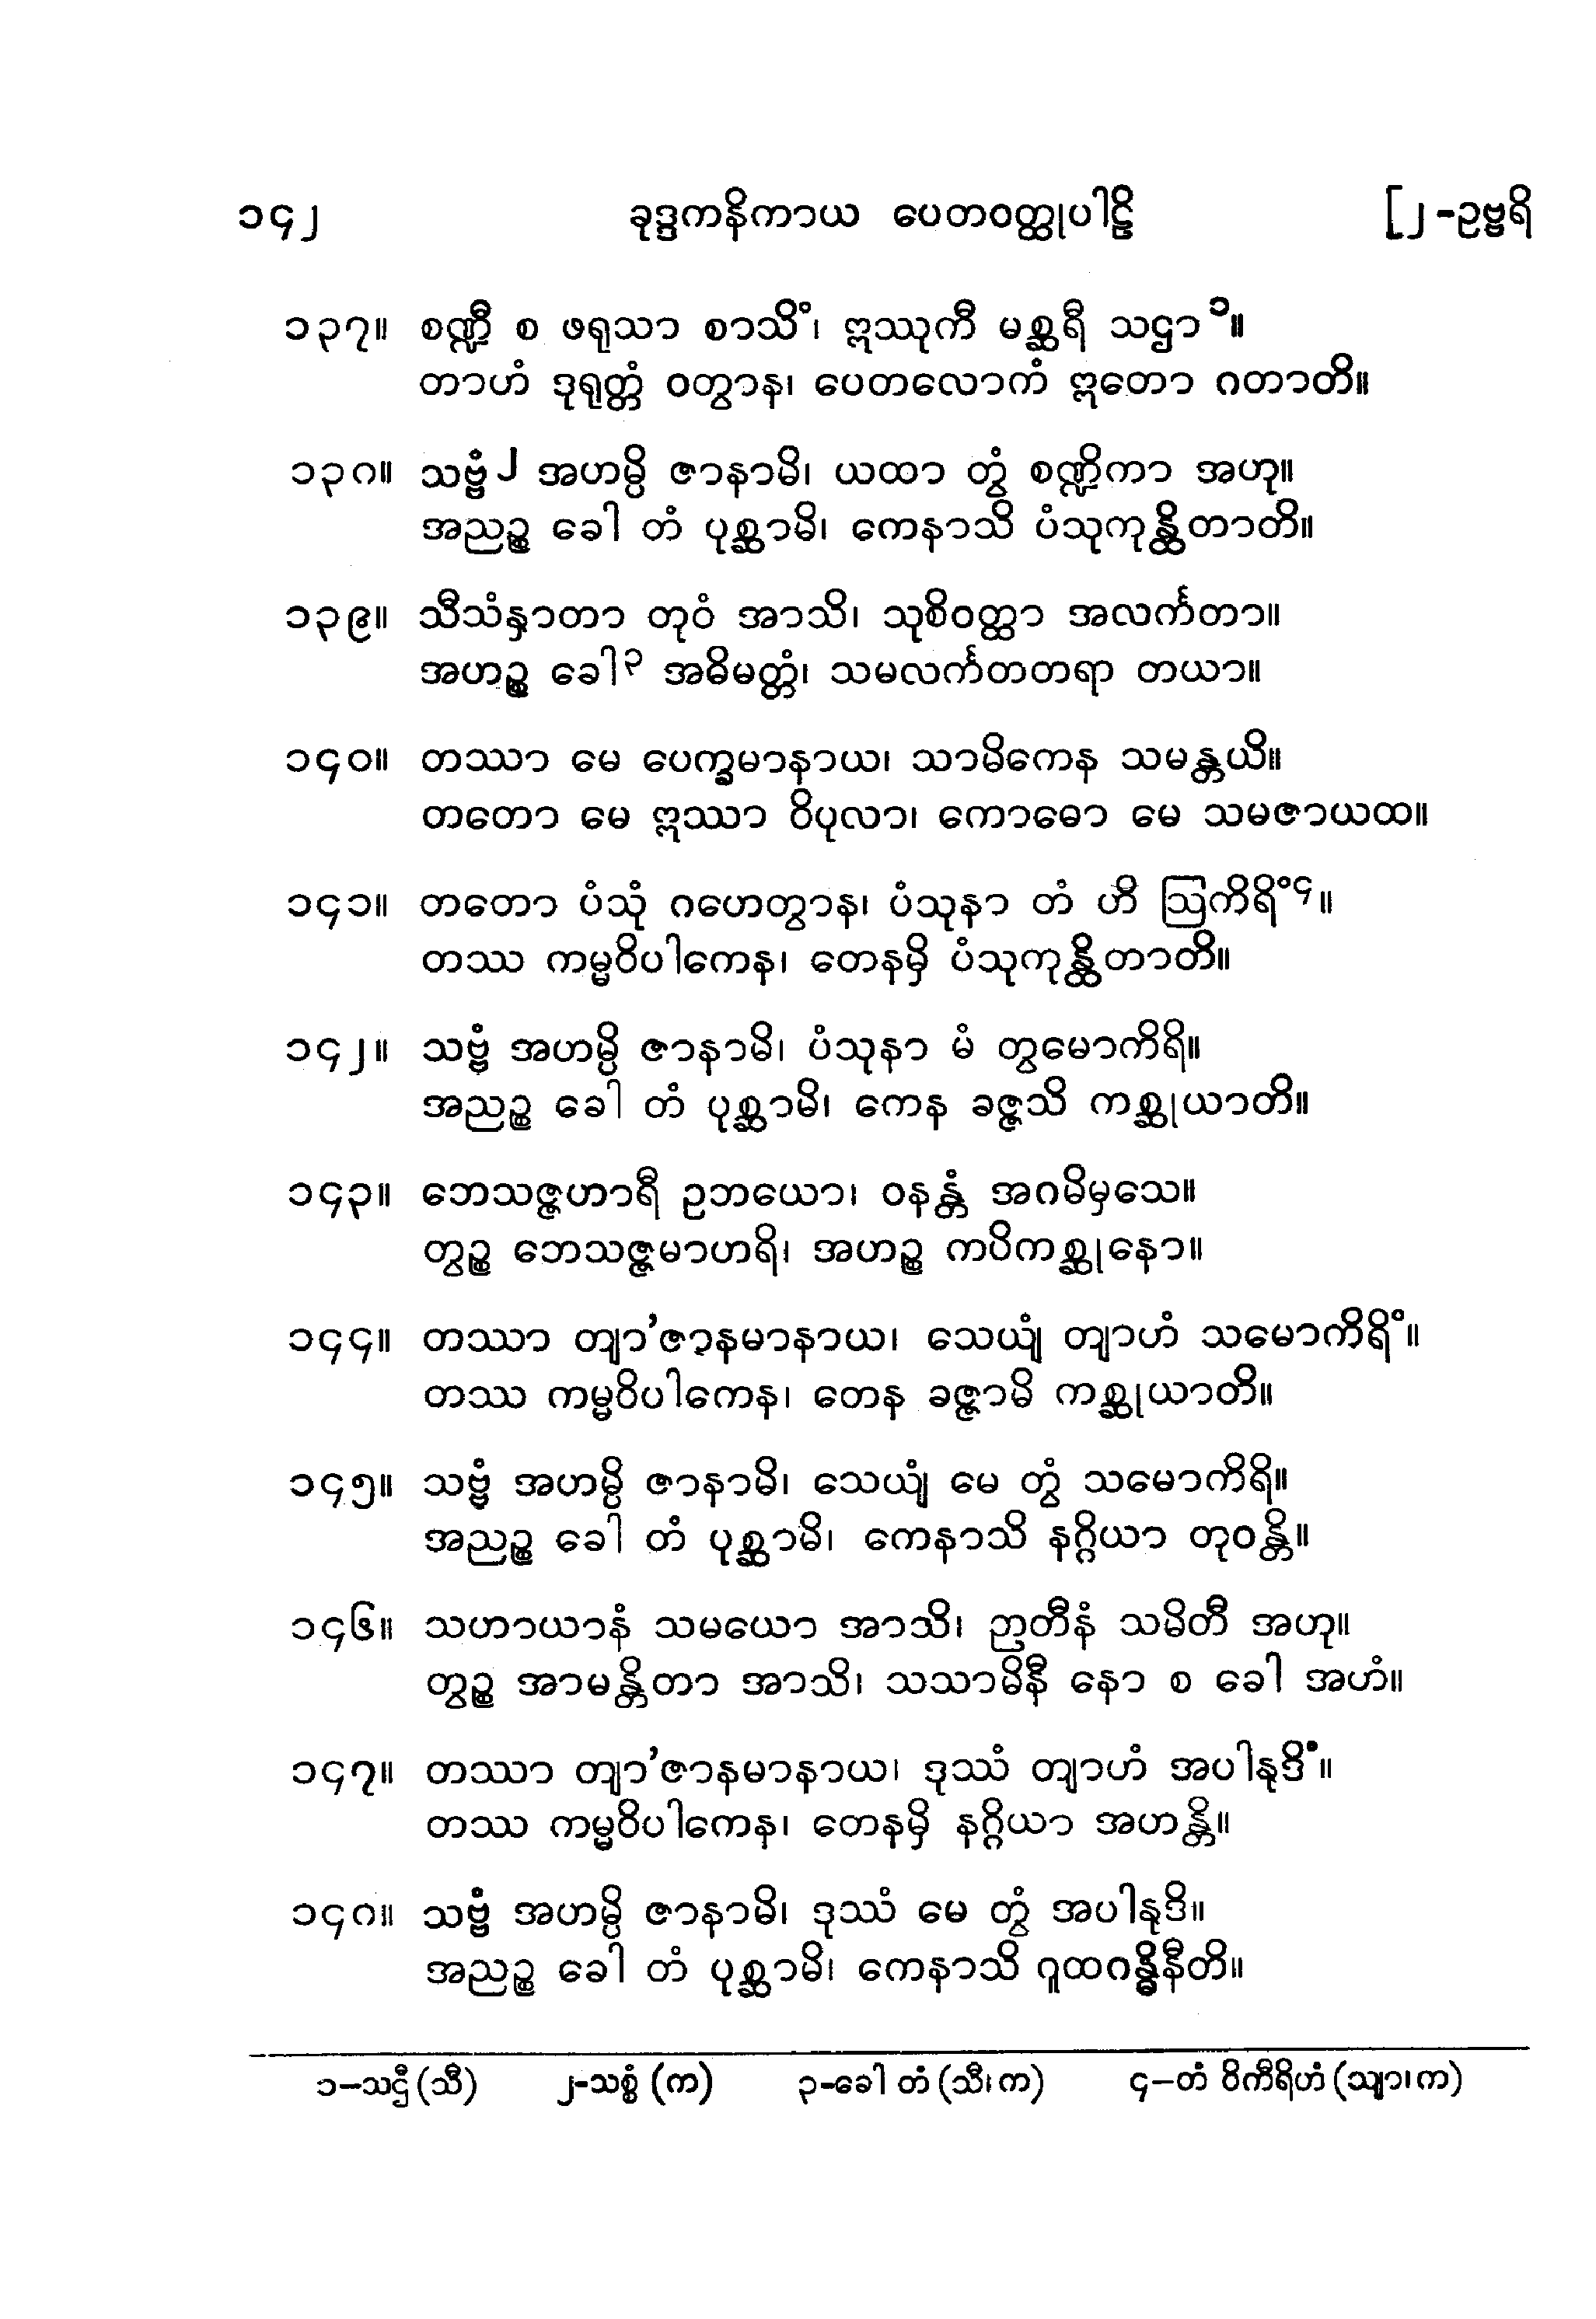 ၁၄၂ ခုဒ္ဒကနိကာယ ပေတဝတ္ထုပါဠိ [၂-ဥဗ္ဗရိ
၁၃၇။ စဏ္ဍီ စ ဖရုသာ စာသိံ၊ ဣဿုကီ မစ္ဆရီ သဌာ၁။
တာဟံ ဒုရုတ္တံ ဝတွာန၊ ပေတလောကံ ဣတော ဂတာတိ။
၁၃၈။ သဗ္ဗံ၂ အဟမ္ပိ ဇာနာမိ၊ ယထာ တွံ စဏ္ဍိကာ အဟု။
အညဉ္စ ခေါ တံ ပုစ္ဆာမိ၊ ကေနာသိ ပံသုကုန္ထိတာတိ။
၁၃၉။ သီသံနှာတာ တုဝံ အာသိ၊ သုစိဝတ္ထာ အလင်္ကတာ။
အဟဉ္စ ခေါ၃ အဓိမတ္တံ၊ သမလင်္ကတတရာ တယာ။
၁၄၀။ တဿာ မေ ပေက္ခမာနာယ၊ သာမိကေန သမန္တယိ။
တတော မေ ဣဿာ ဝိပုလာ၊ ကောဓော မေ သမဇာယထ။
၁၄၁။ တတော ပံသုံ ဂဟေတွာန၊ ပံသုနာ တံ ဟိ ဩကိရိံ၄။
တဿ ကမ္မဝိပါကေန၊ တေနမှိ ပံသုကုန္ထိတာတိ။
၁၄၂။ သဗ္ဗံ အဟမ္ပိ ဇာနာမိ၊ ပံသုနာ မံ တွမောကိရိ။
အညဉ္စ ခေါ တံ ပုစ္ဆာမိ၊ ကေန ခဇ္ဇသိ ကစ္ဆုယာတိ။
၁၄၃။ ဘေသဇ္ဇဟာရီ ဥဘယော၊ ဝနန္တံ အဂမိမှသေ။
တွဉ္စ ဘေသဇ္ဇမာဟရိ၊ အဟဉ္စ ကပိကစ္ဆုနော။
၁၄၄။ တဿာ တျာ’ဇာနမာနာယ၊ သေယျံ တျာဟံ သမောကိရိံ။
တဿ ကမ္မဝိပါကေန၊ တေန ခဇ္ဇာမိ ကစ္ဆုယာတိ။
၁၄၅။ သဗ္ဗံ အဟမ္ပိ ဇာနာမိ၊ သေယျံ မေ တွံ သမောကိရိ။
အညဉ္စ ခေါ တံ ပုစ္ဆာမိ၊ ကေနာသိ နဂ္ဂိယာ တုဝန္တိ။
၁၄၆။ သဟာယာနံ သမယော အာသိ၊ ဉာတီနံ သမိတီ အဟု။
တွဉ္စ အာမန္တိတာ အာသိ၊ သသာမိနီ နော စ ခေါ အဟံ။
၁၄၇။ တဿာ တျာ’ဇာနမာနာယ၊ ဒုဿံ တျာဟံ အပါနုဒိံ။
တဿ ကမ္မဝိပါကေန၊ တေနမှိ နဂ္ဂိယာ အဟန္တိ။
၁၄၈။ သဗ္ဗံ အဟမ္ပိ ဇာနာမိ၊ ဒုဿံ မေ တွံ အပါနုဒိ။
အညဉ္စ ခေါ တံ ပုစ္ဆာမိ၊ ကေနာသိ ဂူထဂန္ဓိနီတိ။
၁-သဌီ (သီ) ၂-သစ္စံ (က) ၃-ခေါ တံ (သီ၊ က) ၄-တံ ဝိကီရိဟံ (သျာ၊ က)